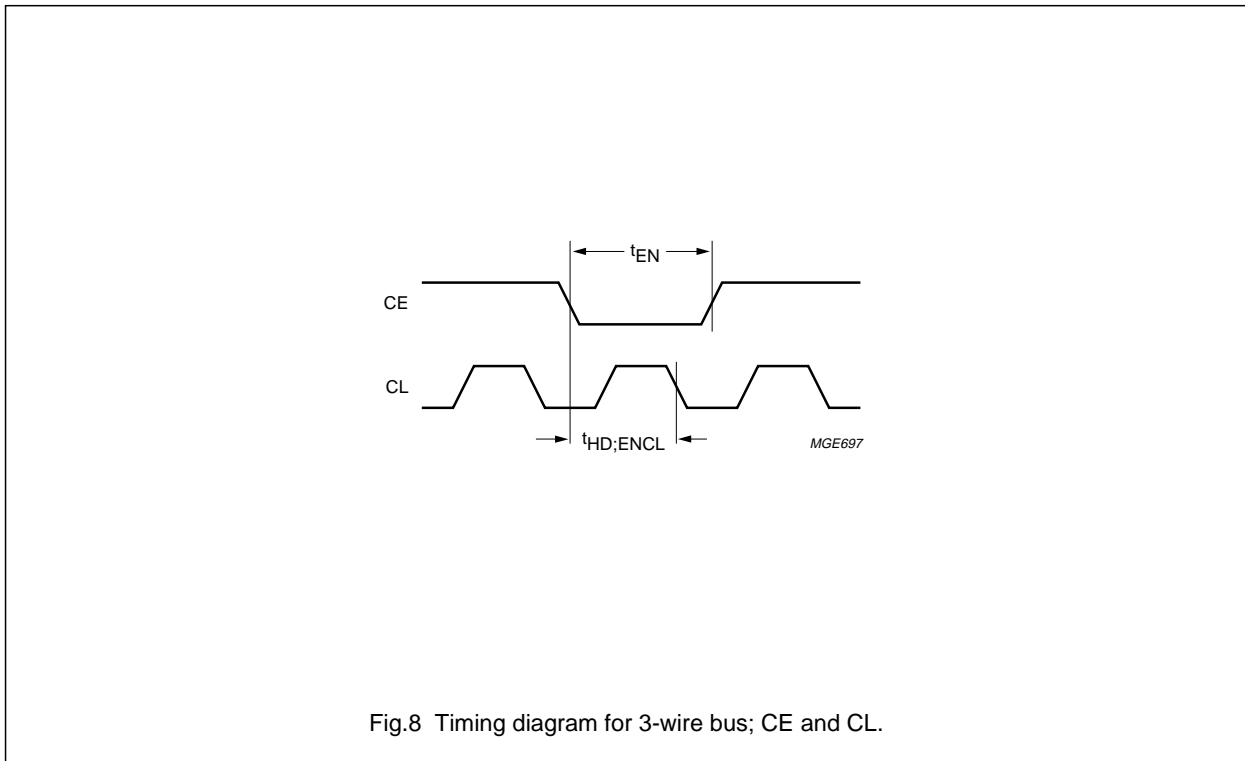 tEN
CE
CL
tHD;ENCL
MGE697
Fig.8 Timing diagram for 3-wire bus; CE and CL.